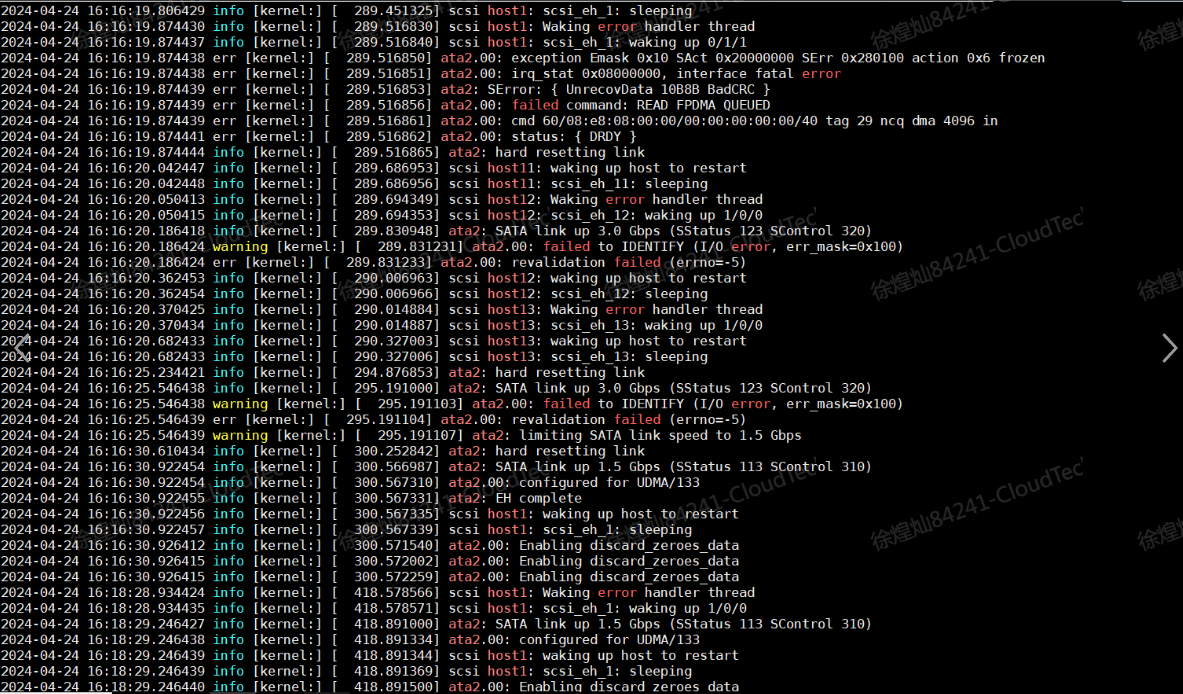 2024-04-24 16:16:19.806429 info [kernel:] [  289.451325] scsi host1: scsi_eh_1: sleeping
2024-04-24 16:16:19.874430 info [kernel:] [  289.516830] scsi host1: Waking error handler thread
2024-04-24 16:16:19.874437 info [kernel:] [  289.516840] scsi host1: scsi_eh_1: waking up 0/1/1
2024-04-24 16:16:19.874438 err [kernel:] [  289.516850] ata2.00: exception Emask 0x10 SAct 0x20000000 SErr 0x280100 action 0x6 frozen
2024-04-24 16:16:19.874438 err [kernel:] [  289.516851] ata2.00: irq_stat 0x08000000, interface fatal error
2024-04-24 16:16:19.874439 err [kernel:] [  289.516853] ata2: SError: { UnrecovData 10B8B BadCRC }
2024-04-24 16:16:19.874439 err [kernel:] [  289.516856] ata2.00: failed command: READ FPDMA QUEUED
2024-04-24 16:16:19.874439 err [kernel:] [  289.516861] ata2.00: cmd 60/08:e8:08:00:00/00:00:00:00:00/40 tag 29 ncq dma 4096 in
2024-04-24 16:16:19.874441 err [kernel:] [  289.516862] ata2.00: status: { DRDY }
2024-04-24 16:16:19.874444 info [kernel:] [  289.516865] ata2: hard resetting link
2024-04-24 16:16:20.042447 info [kernel:] [  289.686953] scsi host11: waking up host to restart
2024-04-24 16:16:20.042448 info [kernel:] [  289.686956] scsi host11: scsi_eh_11: sleeping
2024-04-24 16:16:20.050413 info [kernel:] [  289.694349] scsi host12: Waking error handler thread
2024-04-24 16:16:20.050415 info [kernel:] [  289.694353] scsi host12: scsi_eh_12: waking up 1/0/0
2024-04-24 16:16:20.186418 info [kernel:] [  289.830948] ata2: SATA link up 3.0 Gbps (SStatus 123 SControl 320)
2024-04-24 16:16:20.186424 warning [kernel:] [  289.831231] ata2.00: failed to IDENTIFY (I/O error, err_mask=0x100)
2024-04-24 16:16:20.186424 err [kernel:] [  289.831233] ata2.00: revalidation failed (errno=-5)
2024-04-24 16:16:20.362453 info [kernel:] [  290.006963] scsi host12: waking up host to restart
2024-04-24 16:16:20.362454 info [kernel:] [  290.006966] scsi host12: scsi_eh_12: sleeping
2024-04-24 16:16:20.370425 info [kernel:] [  290.014884] scsi host13: Waking error handler thread
2024-04-24 16:16:20.370434 info [kernel:] [  290.014887] scsi host13: scsi_eh_13: waking up 1/0/0
2024-04-24 16:16:20.682433 info [kernel:] [  290.327003] scsi host13: waking up host to restart
2024-04-24 16:16:20.682433 info [kernel:] [  290.327006] scsi host13: scsi_eh_13: sleeping
2024-04-24 16:16:25.234421 info [kernel:] [  294.876853] ata2: hard resetting link
2024-04-24 16:16:25.546438 info [kernel:] [  295.191000] ata2: SATA link up 3.0 Gbps (SStatus 123 SControl 320)
2024-04-24 16:16:25.546438 warning [kernel:] [  295.191103] ata2.00: failed to IDENTIFY (I/O error, err_mask=0x100)
2024-04-24 16:16:25.546439 err [kernel:] [  295.191104] ata2.00: revalidation failed (errno=-5)
2024-04-24 16:16:25.546439 warning [kernel:] [  295.191107] ata2: limiting SATA link speed to 1.5 Gbps
2024-04-24 16:16:30.610434 info [kernel:] [  300.252842] ata2: hard resetting link
2024-04-24 16:16:30.922454 info [kernel:] [  300.566987] ata2: SATA link up 1.5 Gbps (SStatus 113 SControl 310)
2024-04-24 16:16:30.922454 info [kernel:] [  300.567310] ata2.00: configured for UDMA/133
2024-04-24 16:16:30.922455 info [kernel:] [  300.567331] ata2: EH complete
2024-04-24 16:16:30.922456 info [kernel:] [  300.567335] scsi host1: waking up host to restart
2024-04-24 16:16:30.922457 info [kernel:] [  300.567339] scsi host1: scsi_eh_1: sleeping
2024-04-24 16:16:30.926412 info [kernel:] [  300.571540] ata2.00: Enabling discard_zeroes_data
2024-04-24 16:16:30.926415 info [kernel:] [  300.572002] ata2.00: Enabling discard_zeroes_data
2024-04-24 16:16:30.926415 info [kernel:] [  300.572259] ata2.00: Enabling discard_zeroes_data
2024-04-24 16:18:28.934424 info [kernel:] [  418.578566] scsi host1: Waking error handler thread
2024-04-24 16:18:28.934435 info [kernel:] [  418.578571] scsi host1: scsi_eh_1: waking up 1/0/0
2024-04-24 16:18:29.246427 info [kernel:] [  418.891000] ata2: SATA link up 1.5 Gbps (SStatus 113 SControl 310)
2024-04-24 16:18:29.246438 info [kernel:] [  418.891334] ata2.00: configured for UDMA/133
2024-04-24 16:18:29.246439 info [kernel:] [  418.891344] scsi host1: waking up host to restart
2024-04-24 16:18:29.246439 info [kernel:] [  418.891369] scsi host1: scsi_eh_1: sleeping
2024-04-24 16:18:29.246440 info [kernel:] [  418.891500] ata2.00: Enabling discard_zeroes_data
徐煌灿84241-CloudTec